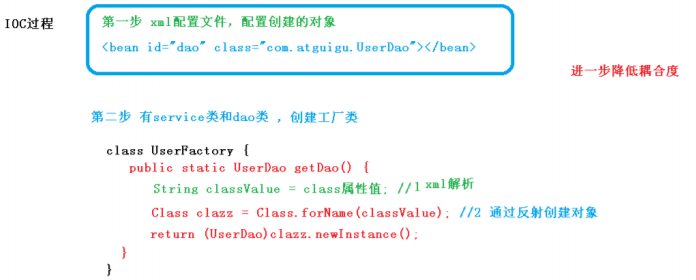 IOC过程
第一步 xml配置文件，配置创建的对象
<bean id="dao" class="com.atguigu.UserDao"></bean>
进一步降低耦合度
第二步 有service类和dao类 ，创建工厂类
class UserFactory {
public static UserDao getDao() {
String classValue = class属性值; //1 xml解析
Class clazz = Class.forName(classValue); //2 通过反射创建对象
return (UserDao)clazz.newInstance();
}
}